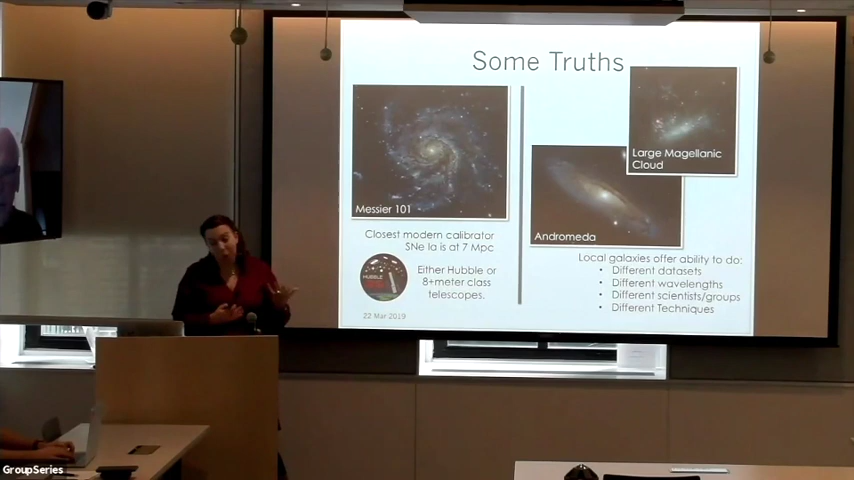 Some Truths
Messier 101
Closest modern calibrator
SNe Ia is at 7 Mpc
HUBBLE
Either Hubble or
8+meter class
telescopes.
22 Mar 2019
Large Magellanic
Cloud
Andromeda
Local galaxies offer ability to do:
• Different datasets
• Different wavelengths
• Different scientists/groups
• Different Techniques
GroupSeries